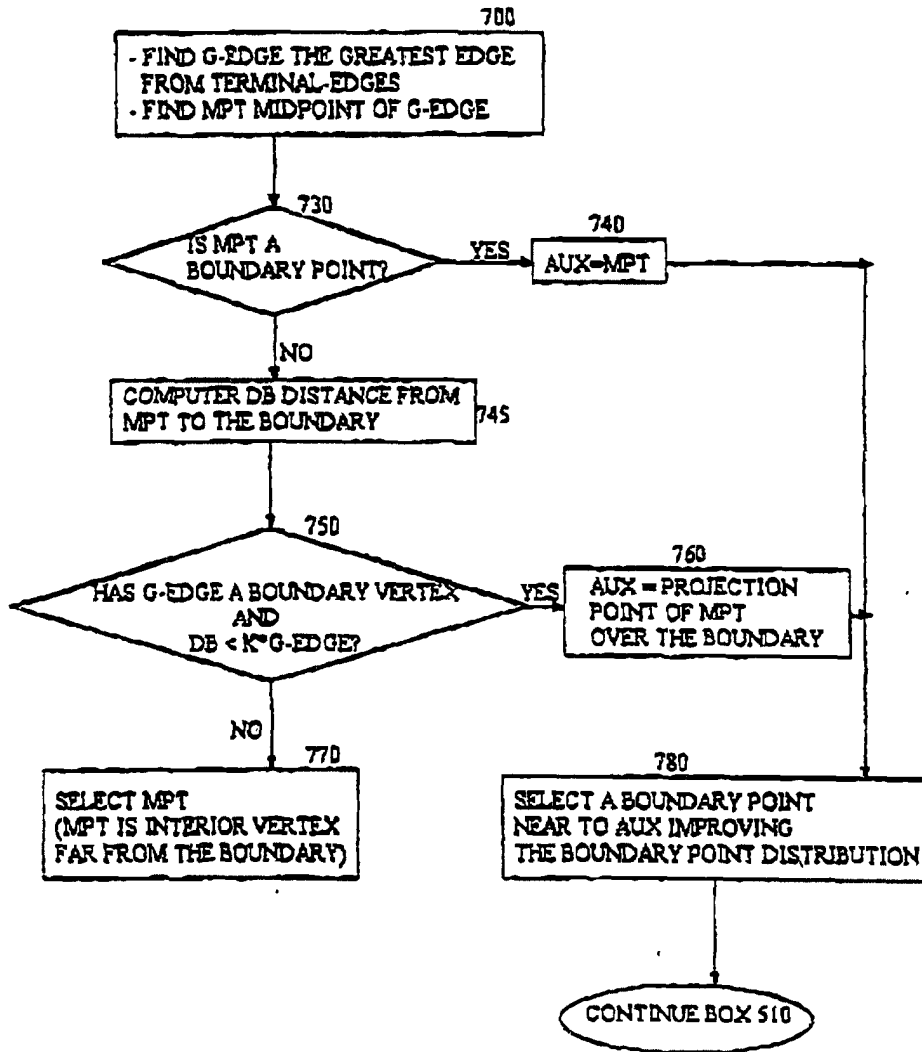 700
- FIND G-EDGE THE GREATEST EDGE
FROM TERMINAL-EDGES
- FIND MPT MIDPOINT OF G-EDGE
730
IS MPT A
BOUNDARY POINT?
YES
740
AUX=MPT
NO
COMPUTER DB DISTANCE FROM
MPT TO THE BOUNDARY
745
750
HAS G-EDGE A BOUNDARY VERTEX
AND
DB < K*G-EDGE?
YES
760
AUX = PROJECTION
POINT OF MPT
OVER THE BOUNDARY
NO
770
SELECT MPT
(MPT IS INTERIOR VERTEX
FAR FROM THE BOUNDARY)
780
SELECT A BOUNDARY POINT
NEAR TO AUX IMPROVING
THE BOUNDARY POINT DISTRIBUTION
CONTINUE BOX 510